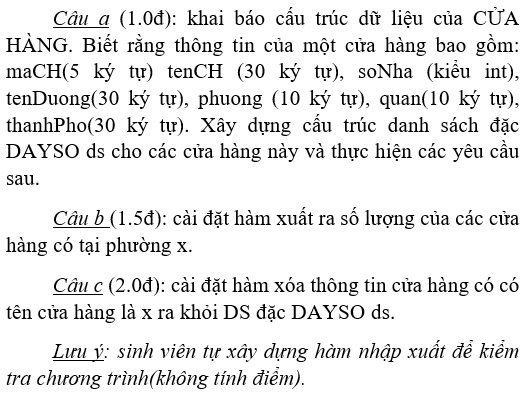 Câu a (1.0đ): khai báo cấu trúc dữ liệu của CỬA
HÀNG. Biết rằng thông tin của một cửa hàng bao gồm:
maCH(5 ký tự) tenCH (30 ký tự), soNha (kiểu int),
tenDuong(30 ký tự), phuong (10 ký tự), quan(10 ký tự),
thanhPho(30 ký tự). Xây dựng cấu trúc danh sách đặc
DAYSO ds cho các cửa hàng này và thực hiện các yêu cầu
sau.
Câu b (1.5đ): cài đặt hàm xuất ra số lượng của các cửa
hàng có tại phường x.
Câu c (2.0đ): cài đặt hàm xóa thông tin cửa hàng có có
tên cửa hàng là x ra khỏi DS đặc DAYSO ds.
Lưu ý: sinh viên tự xây dựng hàm nhập xuất để kiểm
tra chương trình(không tính điểm).